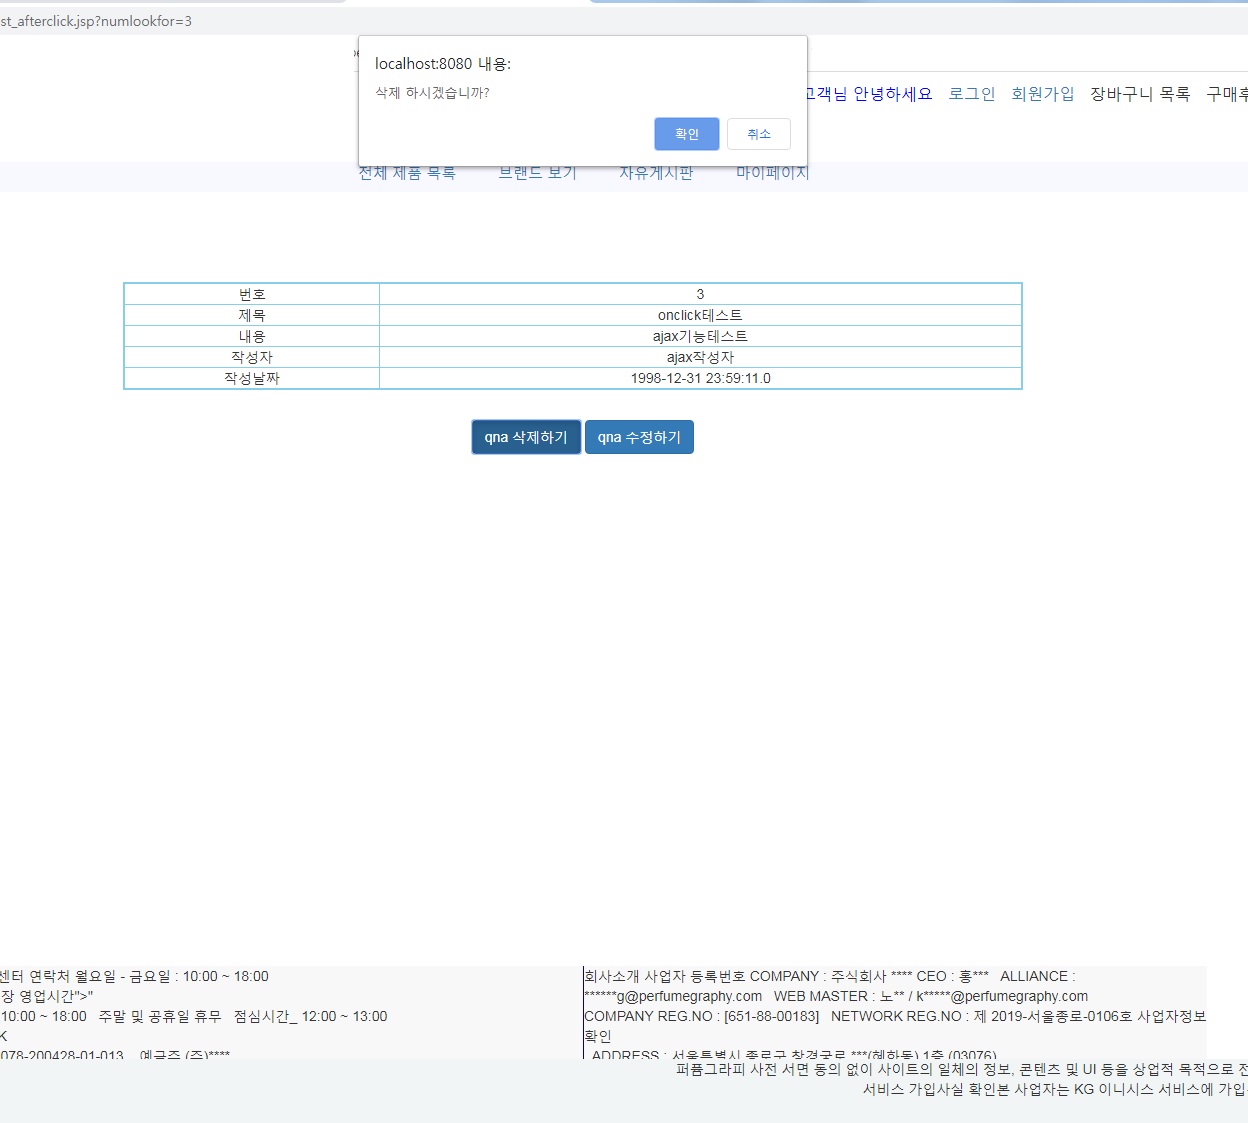 st_afterclick.jsp?numlookfor=3
localhost:8080 내용:
삭제 하시겠습니까?
확인 취소
고객님 안녕하세요 로그인 회원가입 장바구니 목록 구매후
전체 제품 목록 브랜드 보기 자유게시판 마이페이지
번호 3
제목 onclick테스트
내용 ajax기능테스트
작성자 ajax작성자
작성날짜 1998-12-31 23:59:11.0
qna 삭제하기 qna 수정하기
센터 연락처 월요일 - 금요일 : 10:00 ~ 18:00
장 영업시간">"
10:00 ~ 18:00 주말 및 공휴일 휴무 점심시간_ 12:00 ~ 13:00
K
078-200428-01-013 예금주 (주)****
회사소개 사업자 등록번호 COMPANY : 주식회사 **** CEO : 홍*** ALLIANCE :
******g@perfumegraphy.com WEB MASTER : 노** / k*****@perfumegraphy.com
COMPANY REG.NO : [651-88-00183] NETWORK REG.NO : 제 2019-서울종로-0106호 사업자정보
확인
ADDRESS : 서울특별시 종로구 창경궁로 ***(혜화동) 1층 (03076)
퍼퓸그라피 사전 서면 동의 없이 사이트의 일체의 정보, 콘텐츠 및 UI 등을 상업적 목적으로 전
서비스 가입사실 확인본 사업자는 KG 이니시스 서비스에 가입